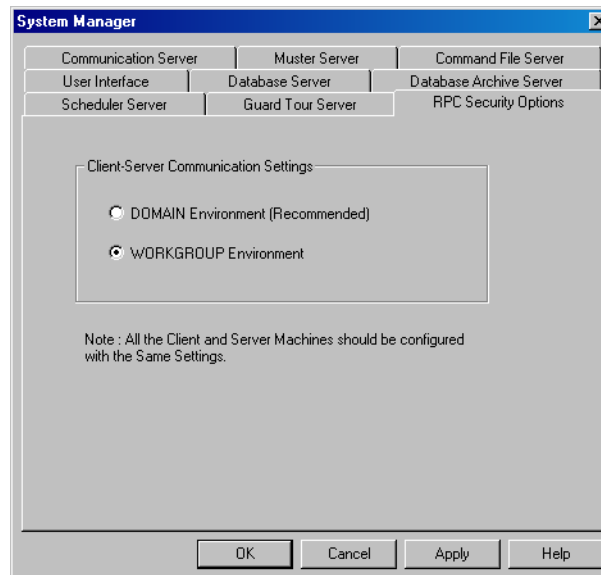 System Manager
Communication Server
Muster Server
Command File Server
User Interface
Database Server
Database Archive Server
Scheduler Server
Guard Tour Server
RPC Security Options
Client-Server Communication Settings
DOMAIN Environment (Recommended)
WORKGROUP Environment
Note : All the Client and Server Machines should be configured
with the Same Settings.
OK
Cancel
Apply
Help